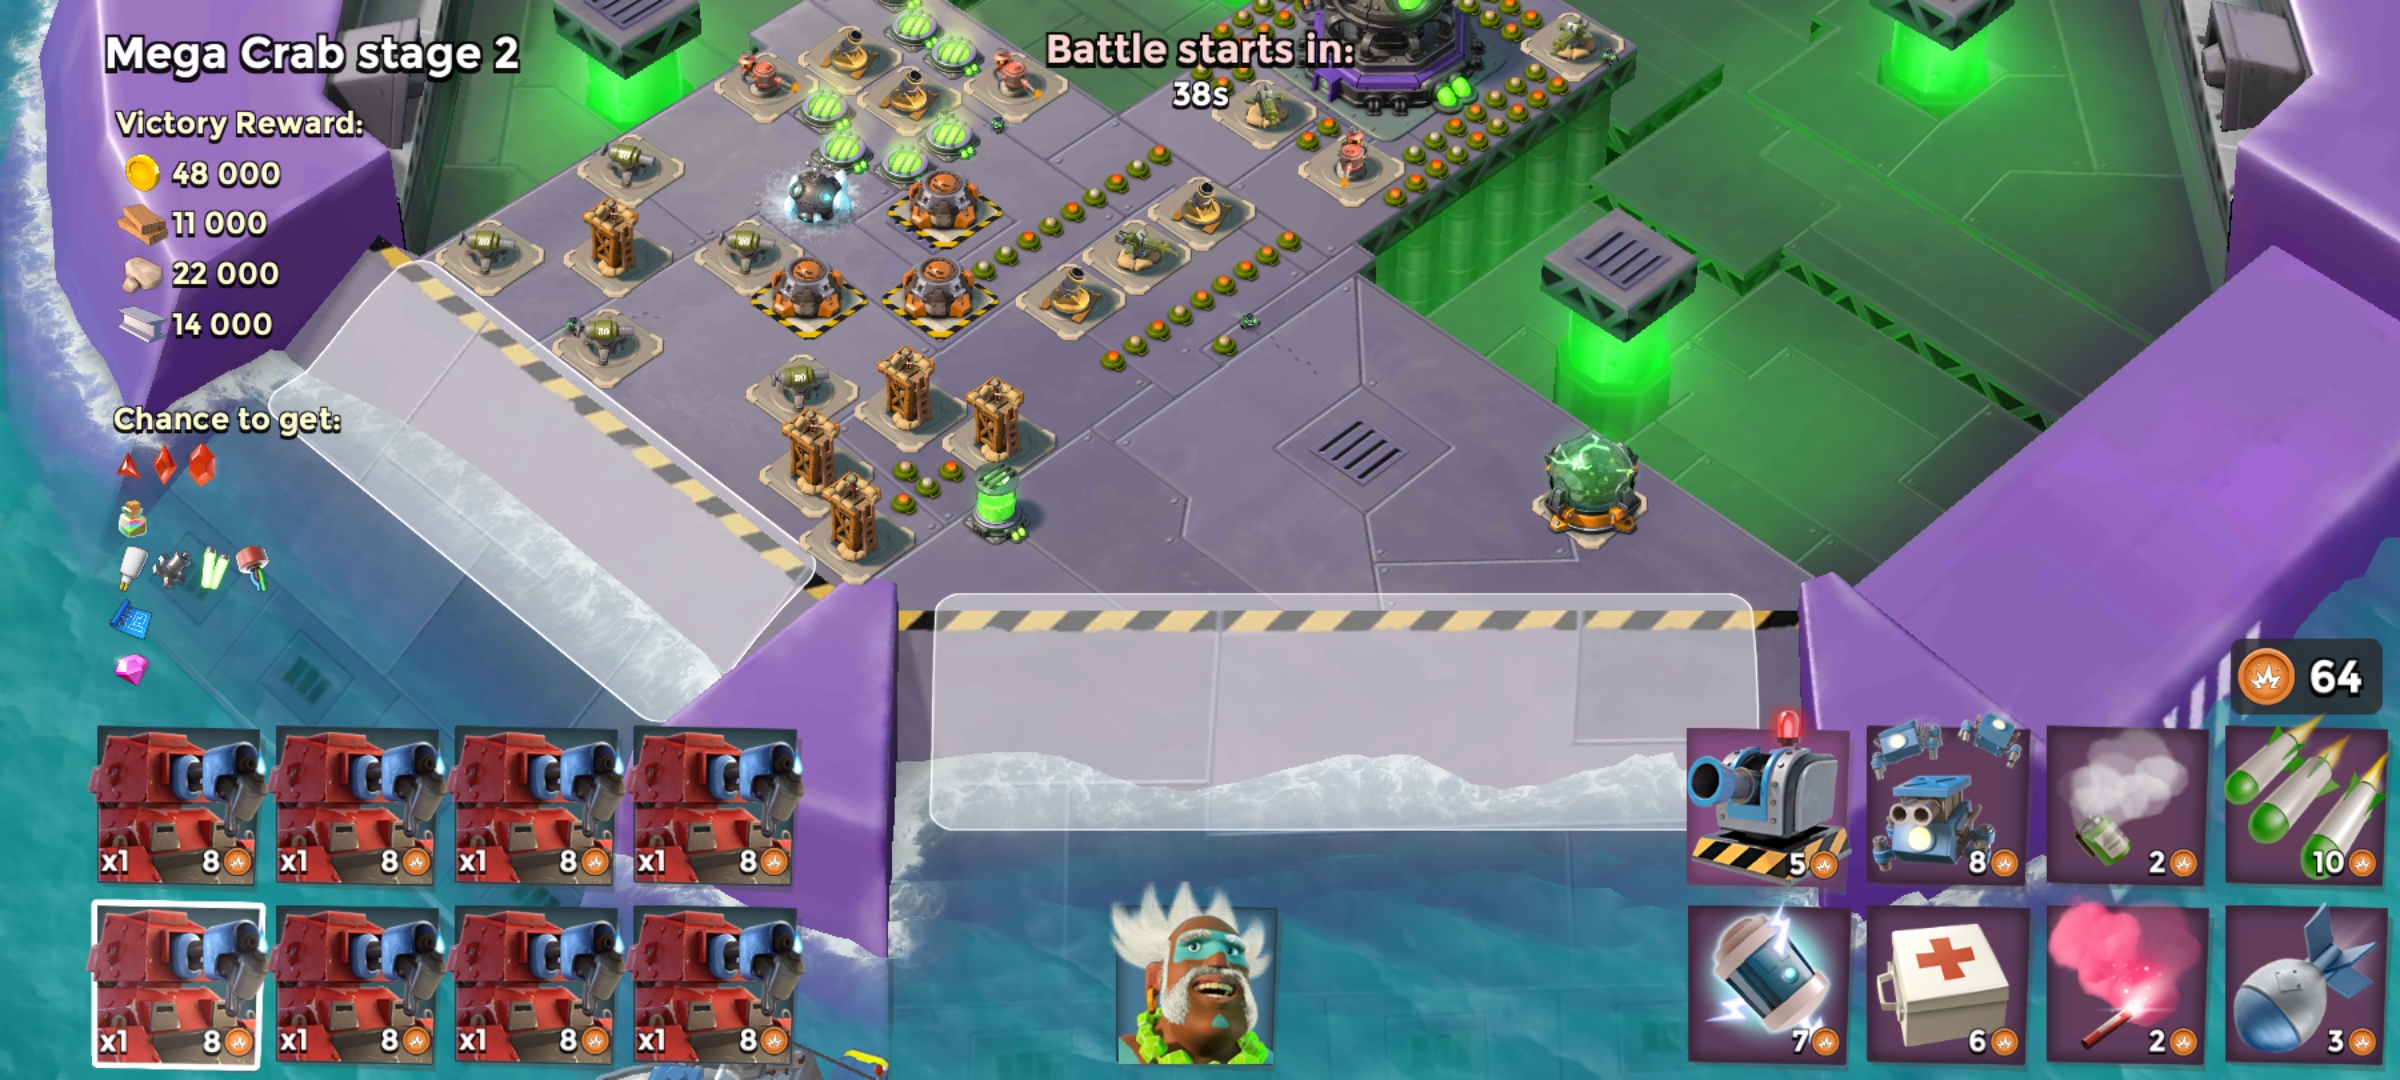 Mega Crab stage 2
Battle starts in:
38s
Victory Reward:
48 000
11 000
22 000
14 000
Chance to get:
64
x1 8
x1 8
x1 8
x1 8
5
8
2
10
x1 8
x1 8
x1 8
x1 8
7
6
2
3